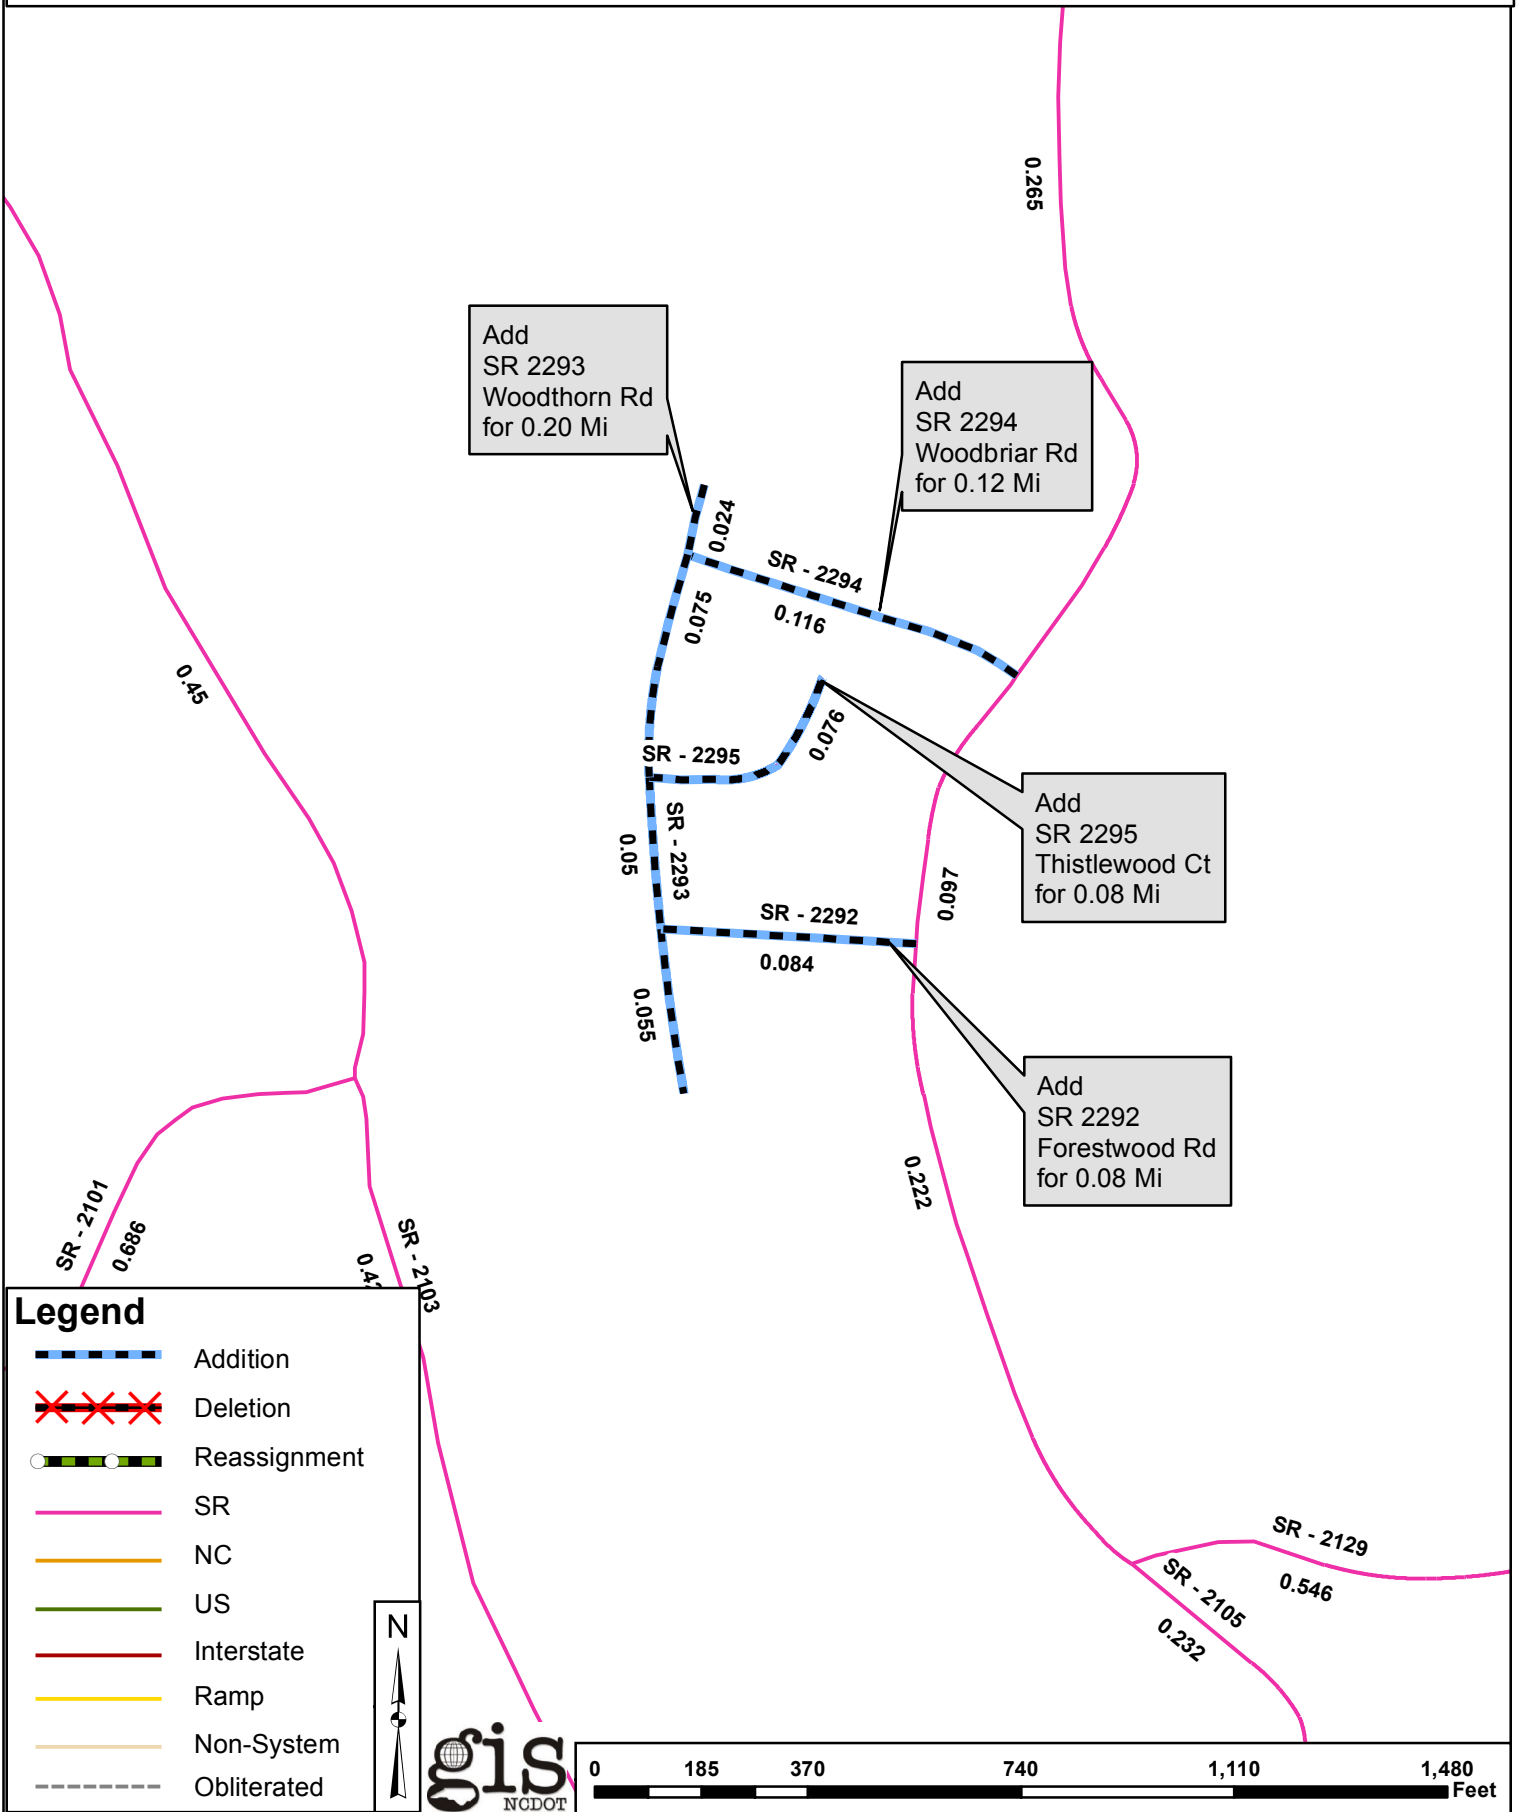 0.265
Add
SR 2293
Woodthorn Rd
for 0.20 Mi
Add
SR 2294
Woodbriar Rd
for 0.12 Mi
0.024
SR - 2294
0.116
0.075
0.45
0.076
SR - 2295
Add
SR 2295
Thistlewood Ct
for 0.08 Mi
SR - 2293
0.05
0.097
SR - 2292
0.084
0.055
Add
SR 2292
Forestwood Rd
for 0.08 Mi
0.222
SR - 2101
0.686
SR - 2103
Legend
Addition
Deletion
Reassignment
SR
NC
US
Interstate
Ramp
Non-System
Obliterated
N
SR - 2129
0.546
SR - 2105
0.232
gis
NCDOT
0 185 370 740 1,110 1,480
Feet